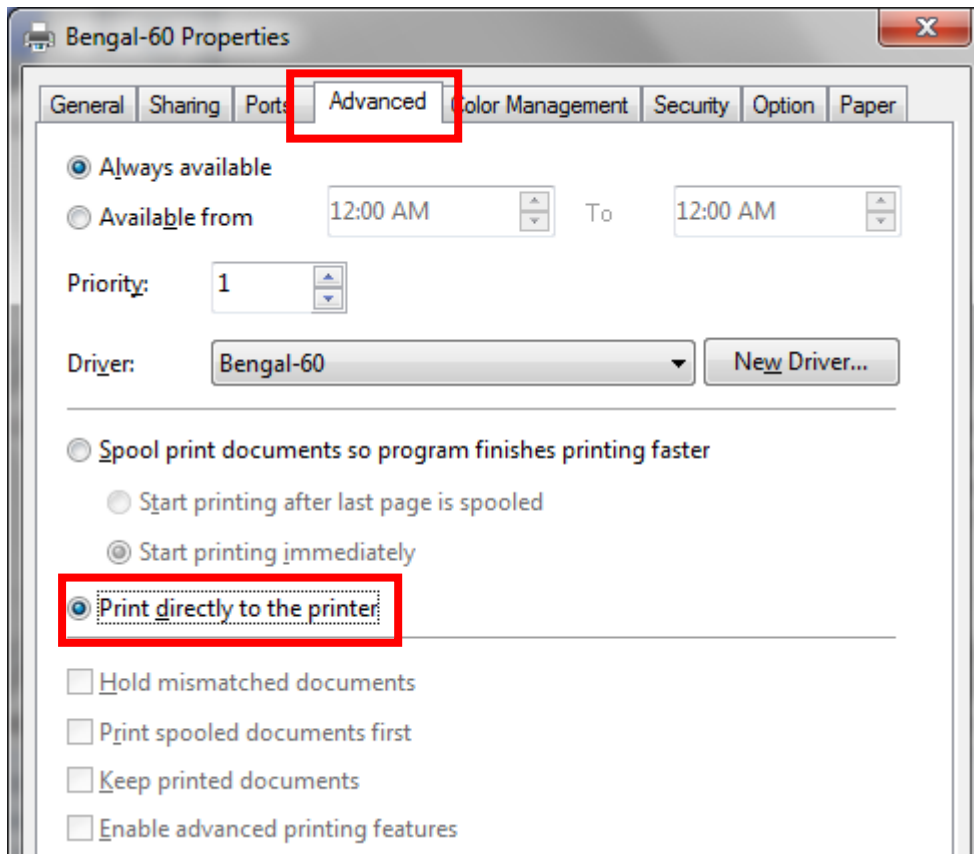 Bengal-60 Properties
General Sharing Ports Advanced Color Management Security Option Paper
Always available
Available from 12:00 AM To 12:00 AM
Priority: 1
Driver: Bengal-60 New Driver...
Spool print documents so program finishes printing faster
Start printing after last page is spooled
Start printing immediately
Print directly to the printer
Hold mismatched documents
Print spooled documents first
Keep printed documents
Enable advanced printing features